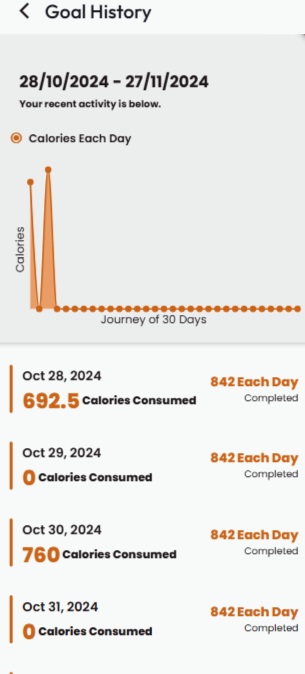 Goal History
28/10/2024 - 27/11/2024
Your recent activity is below.
Calories Each Day
Calories
Journey of 30 Days
Oct 28, 2024
842 Each Day
692.5 Calories Consumed
Completed
Oct 29, 2024
842 Each Day
0 Calories Consumed
Completed
Oct 30, 2024
842 Each Day
760 Calories Consumed
Completed
Oct 31, 2024
842 Each Day
0 Calories Consumed
Completed